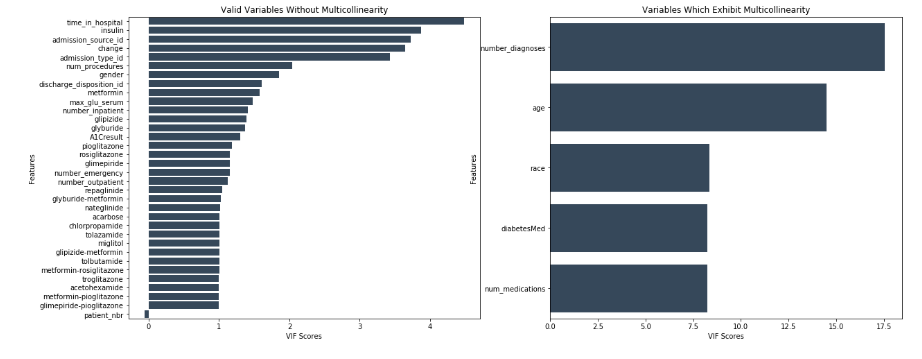 Valid Variables Without Multicollinearity
time_in_hospital
insulin
admission_source_id
change
admission_type_id
num_procedures
gender
discharge_disposition_id
metformin
max_glu_serum
number_inpatient
glipizide
glyburide
A1Cresult
pioglitazone
rosiglitazone
glimepiride
number_emergency
number_outpatient
repaglinide
glyburide-metformin
nateglinide
acarbose
chlorpropamide
tolazamide
miglitol
glipizide-metformin
tolbutamide
metformin-rosiglitazone
troglitazone
acetohexamide
metformin-pioglitazone
glimepiride-pioglitazone
patient_nbr
Features
0 1 2 3 4
VIF Scores
Variables Which Exhibit Multicollinearity
number_diagnoses
age
race
diabetesMed
num_medications
Features
0.0 2.5 5.0 7.5 10.0 12.5 15.0 17.5
VIF Scores